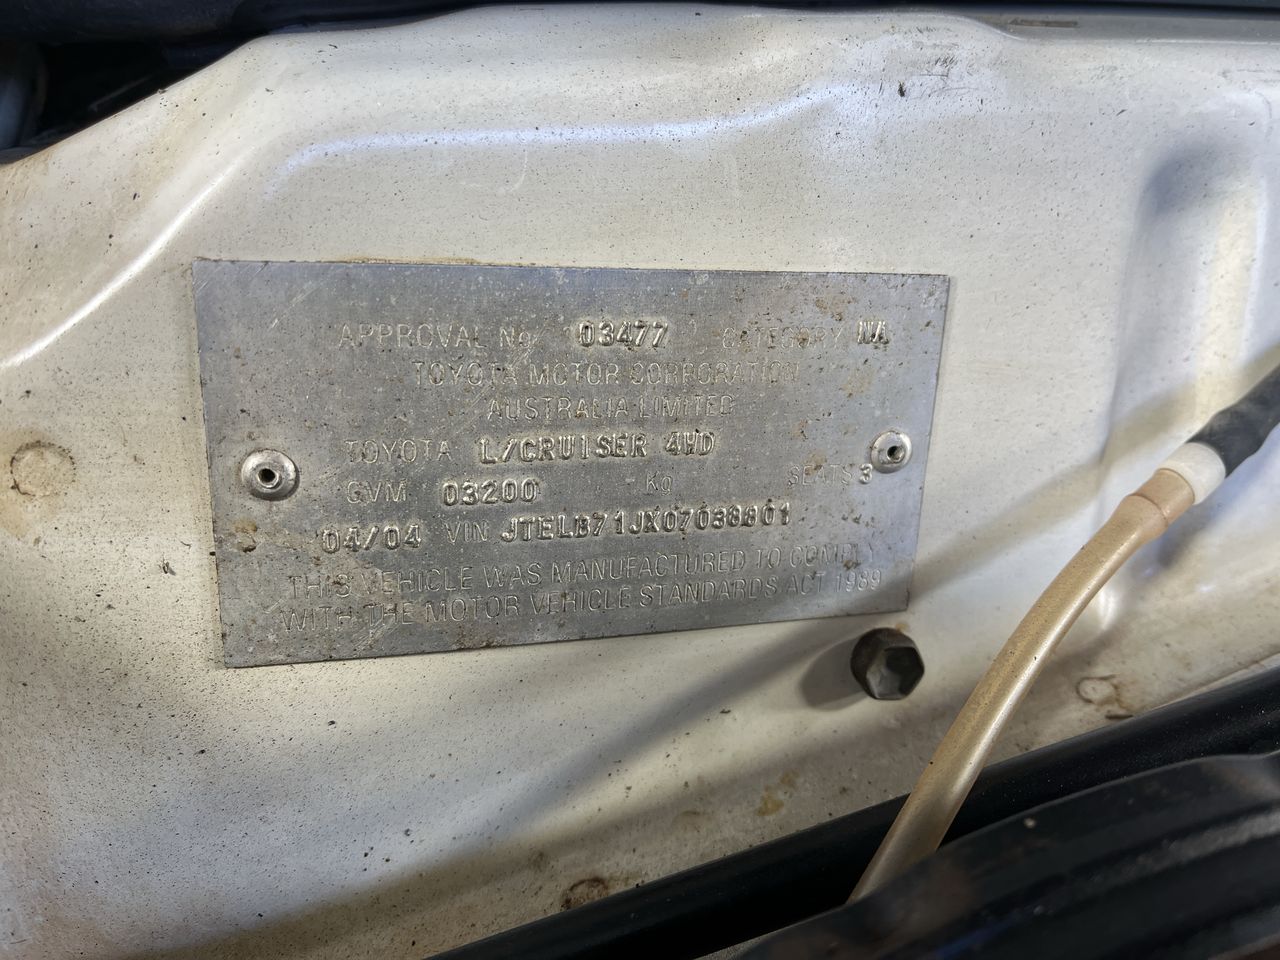 APPROVAL No 03477 CATEGORY NA
TOYOTA MOTOR CORPORATION
AUSTRALIA LIMITED
TOYOTA L/CRUISER 4WD
GVM 03200 Kg SEATS 3
04/04 VIN JTELB71JX07038801
THIS VEHICLE WAS MANUFACTURED TO COMPLY
WITH THE MOTOR VEHICLE STANDARDS ACT 1989